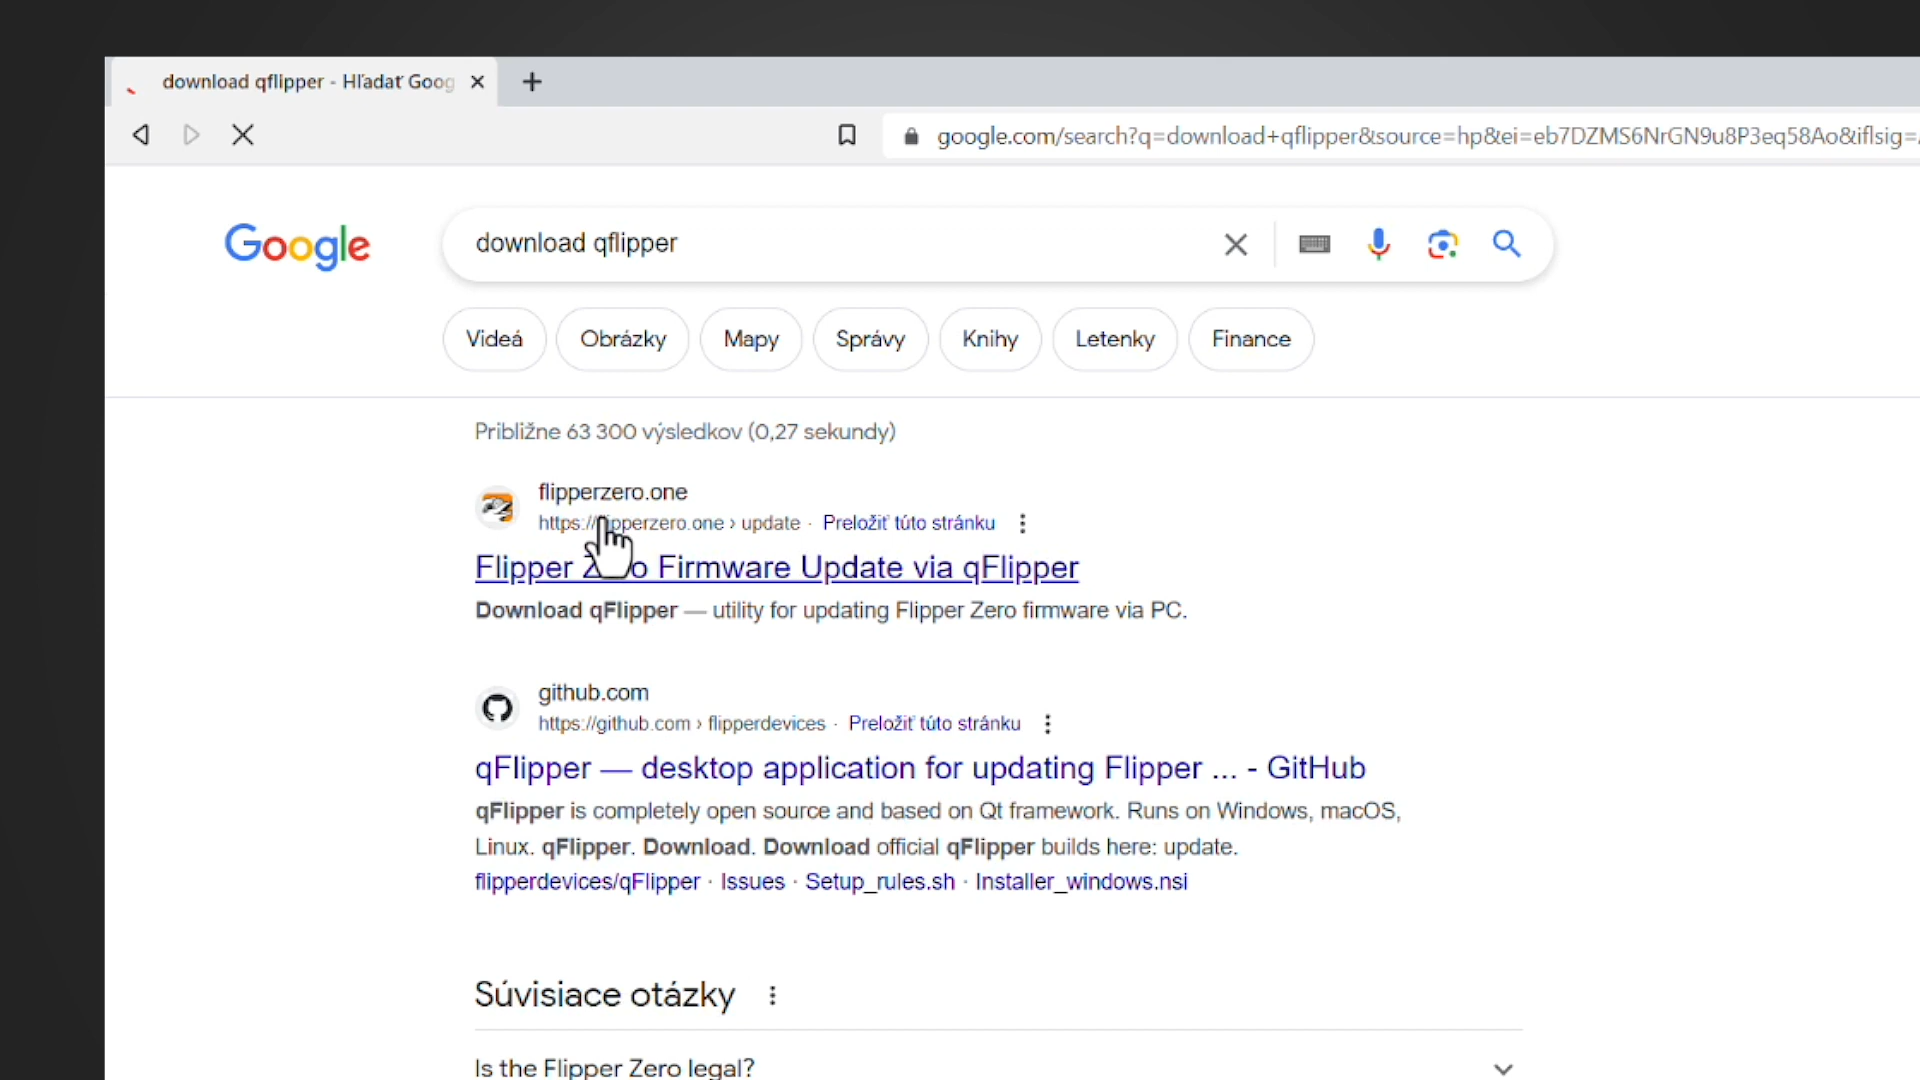 download qflipper - Hľadať Goog
google.com/search?q=download+qflipper&source=hp&ei=eb7DZMS6NrGN9u8P3eq58Ao&iflsig=
Google
download qflipper
Videá
Obrázky
Mapy
Správy
Knihy
Letenky
Finance
Približne 63 300 výsledkov (0,27 sekundy)
flipperzero.one
https://flipperzero.one › update · Preložiť túto stránku
Flipper Zero Firmware Update via qFlipper
Download qFlipper — utility for updating Flipper Zero firmware via PC.
github.com
https://github.com › flipperdevices · Preložiť túto stránku
qFlipper — desktop application for updating Flipper ... - GitHub
qFlipper is completely open source and based on Qt framework. Runs on Windows, macOS,
Linux. qFlipper. Download. Download official qFlipper builds here: update.
flipperdevices/qFlipper · Issues · Setup_rules.sh · Installer_windows.nsi
Súvisiace otázky
Is the Flipper Zero legal?